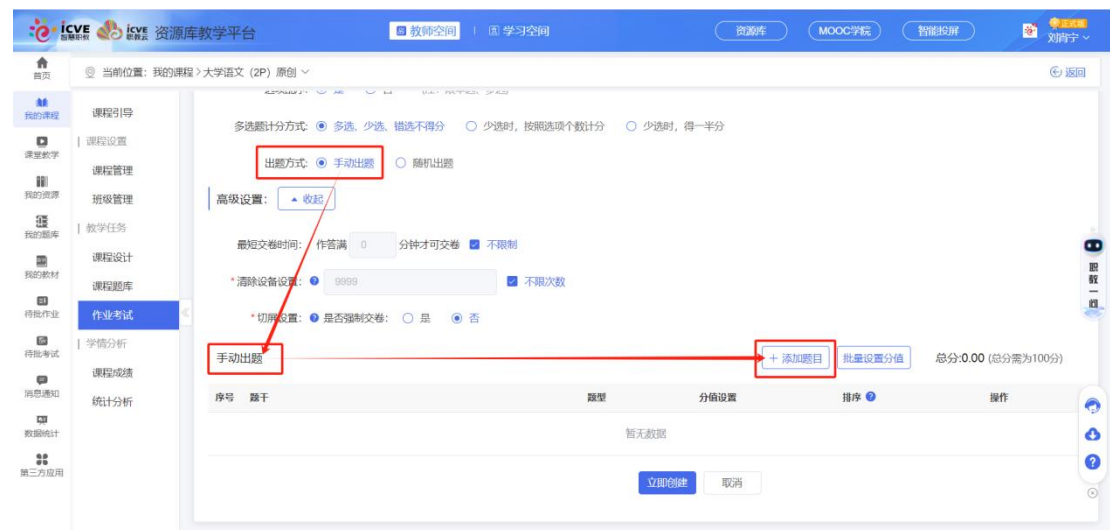 icve 智慧职教 icve 职教云 资源库教学平台 教师空间 学习空间 资源库 MOOC学院 智能投屏 正式版 刘肖宁
首页 当前位置：我的课程 > 大学语文 (2P) 原创 返回
我的课程
课堂教学
我的资源
我的题库
我的教材
待批作业
待批考试
消息通知
数据统计
第三方应用
课程引导
课程设置
课程管理
班级管理
教学任务
课程设计
课程题库
作业考试
学情分析
课程成绩
统计分析
多选题计分方式: 多选、少选、错选不得分 少选时，按照选项个数计分 少选时，得一半分
出题方式: 手动出题 随机出题
高级设置： 收起
最短交卷时间: 作答满 0 分钟才可交卷 不限制
* 清除设备设置: 9999 不限次数
* 切屏设置: 是否强制交卷: 是 否
手动出题 + 添加题目 批量设置分值 总分:0.00 (总分需为100分)
序号 题干 题型 分值设置 排序 操作
暂无数据
立即创建 取消
职教一问